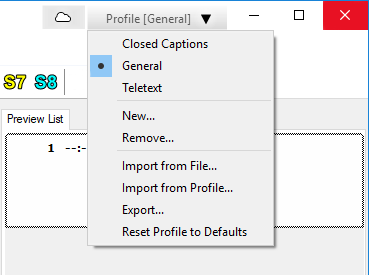 Profile [General] ▼
Closed Captions
General
S7 S8
Teletext
New...
Preview List
Remove...
1 --:-
Import from File...
Import from Profile...
Export...
Reset Profile to Defaults